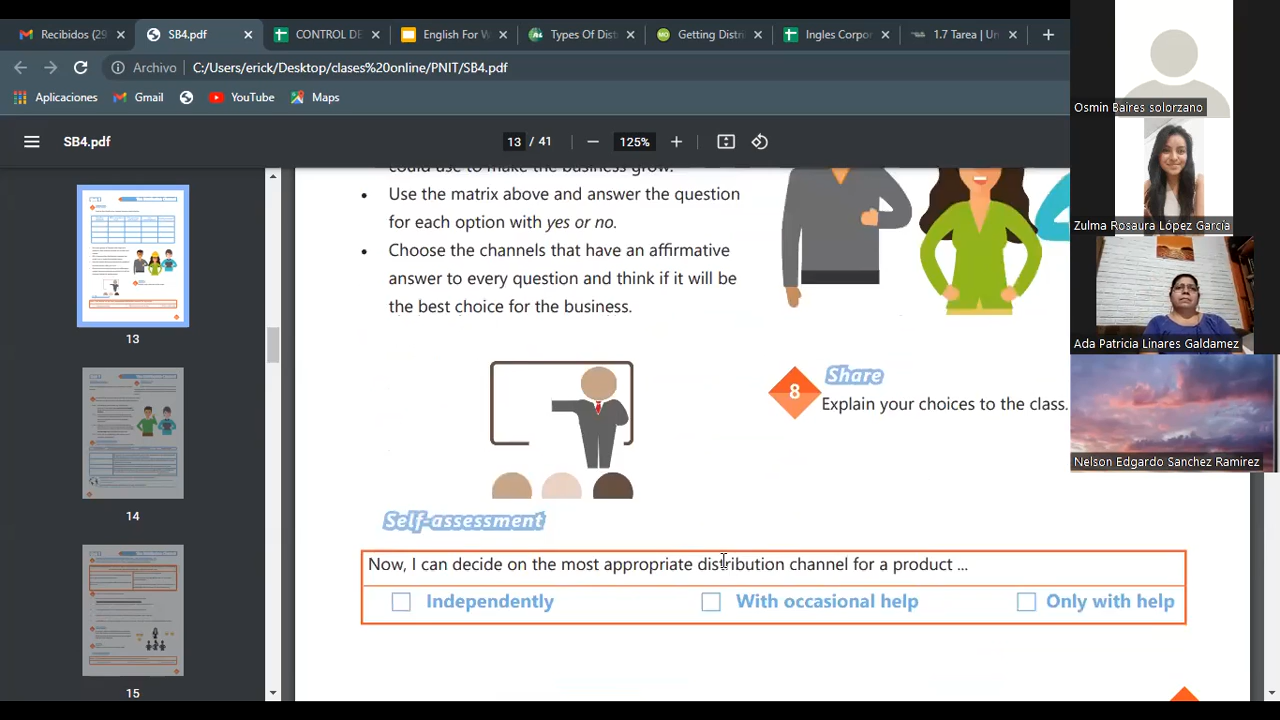 Recibidos (29
SB4.pdf
CONTROL DE
English For W
Types Of Dist
Getting Distri
Ingles Corpor
1.7 Tarea | Un
Archivo
C:/Users/erick/Desktop/clases%20online/PNIT/SB4.pdf
Aplicaciones
Gmail
YouTube
Maps
SB4.pdf
13 / 41
125%
could use to make the business grow.
• Use the matrix above and answer the question
for each option with yes or no.
• Choose the channels that have an affirmative
answer to every question and think if it will be
the best choice for the business.
8
Share
Explain your choices to the class.
Self-assessment
Now, I can decide on the most appropriate distribution channel for a product ...
Independently
With occasional help
Only with help
13
14
15
Osmin Baires solorzano
Zulma Rosaura López Garcia
Ada Patricia Linares Galdamez
Nelson Edgardo Sanchez Ramirez